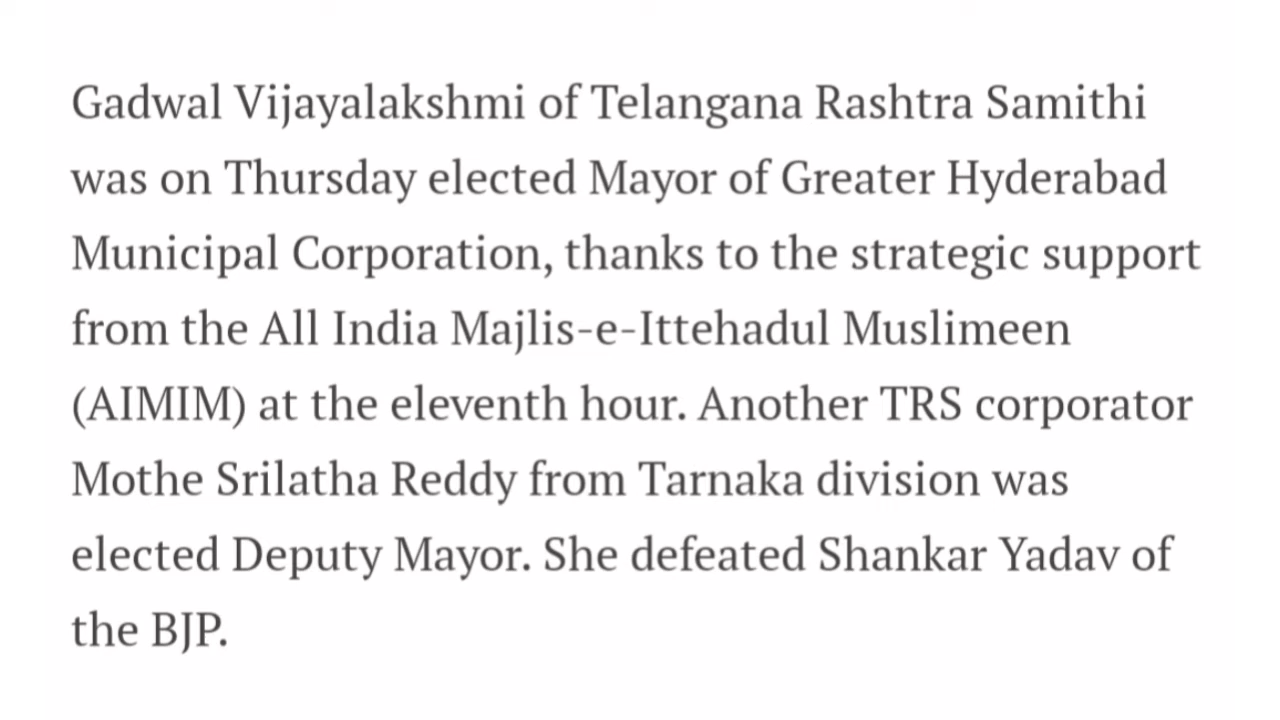 Gadwal Vijayalakshmi of Telangana Rashtra Samithi
was on Thursday elected Mayor of Greater Hyderabad
Municipal Corporation, thanks to the strategic support
from the All India Majlis-e-Ittehadul Muslimeen
(AIMIM) at the eleventh hour. Another TRS corporator
Mothe Srilatha Reddy from Tarnaka division was
elected Deputy Mayor. She defeated Shankar Yadav of
the BJP.